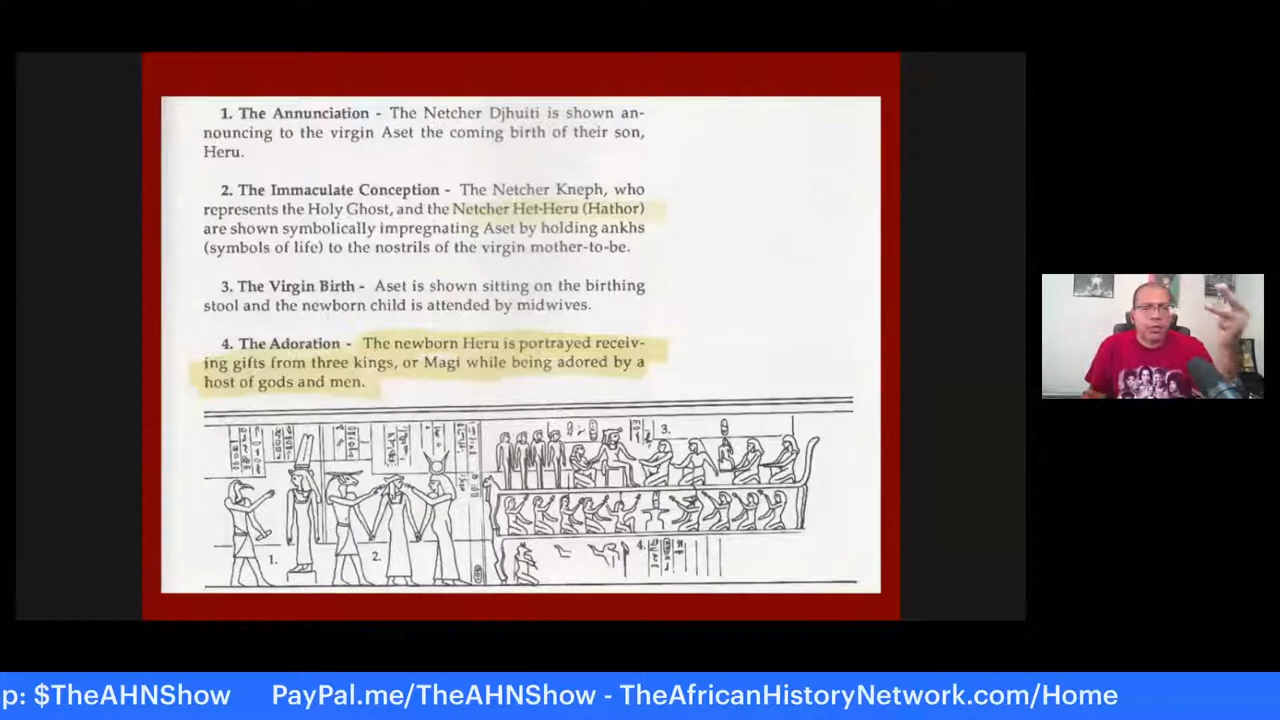 1. The Annunciation - The Netcher Djhuiti is shown an-
nouncing to the virgin Aset the coming birth of their son,
Heru.
2. The Immaculate Conception - The Netcher Kneph, who
represents the Holy Ghost, and the Netcher Het-Heru (Hathor)
are shown symbolically impregnating Aset by holding ankhs
(symbols of life) to the nostrils of the virgin mother-to-be.
3. The Virgin Birth - Aset is shown sitting on the birthing
stool and the newborn child is attended by midwives.
4. The Adoration - The newborn Heru is portrayed receiv-
ing gifts from three kings, or Magi while being adored by a
host of gods and men.
3.
1.
2.
4.
p: $TheAHNShow PayPal.me/TheAHNShow - TheAfricanHistoryNetwork.com/Home